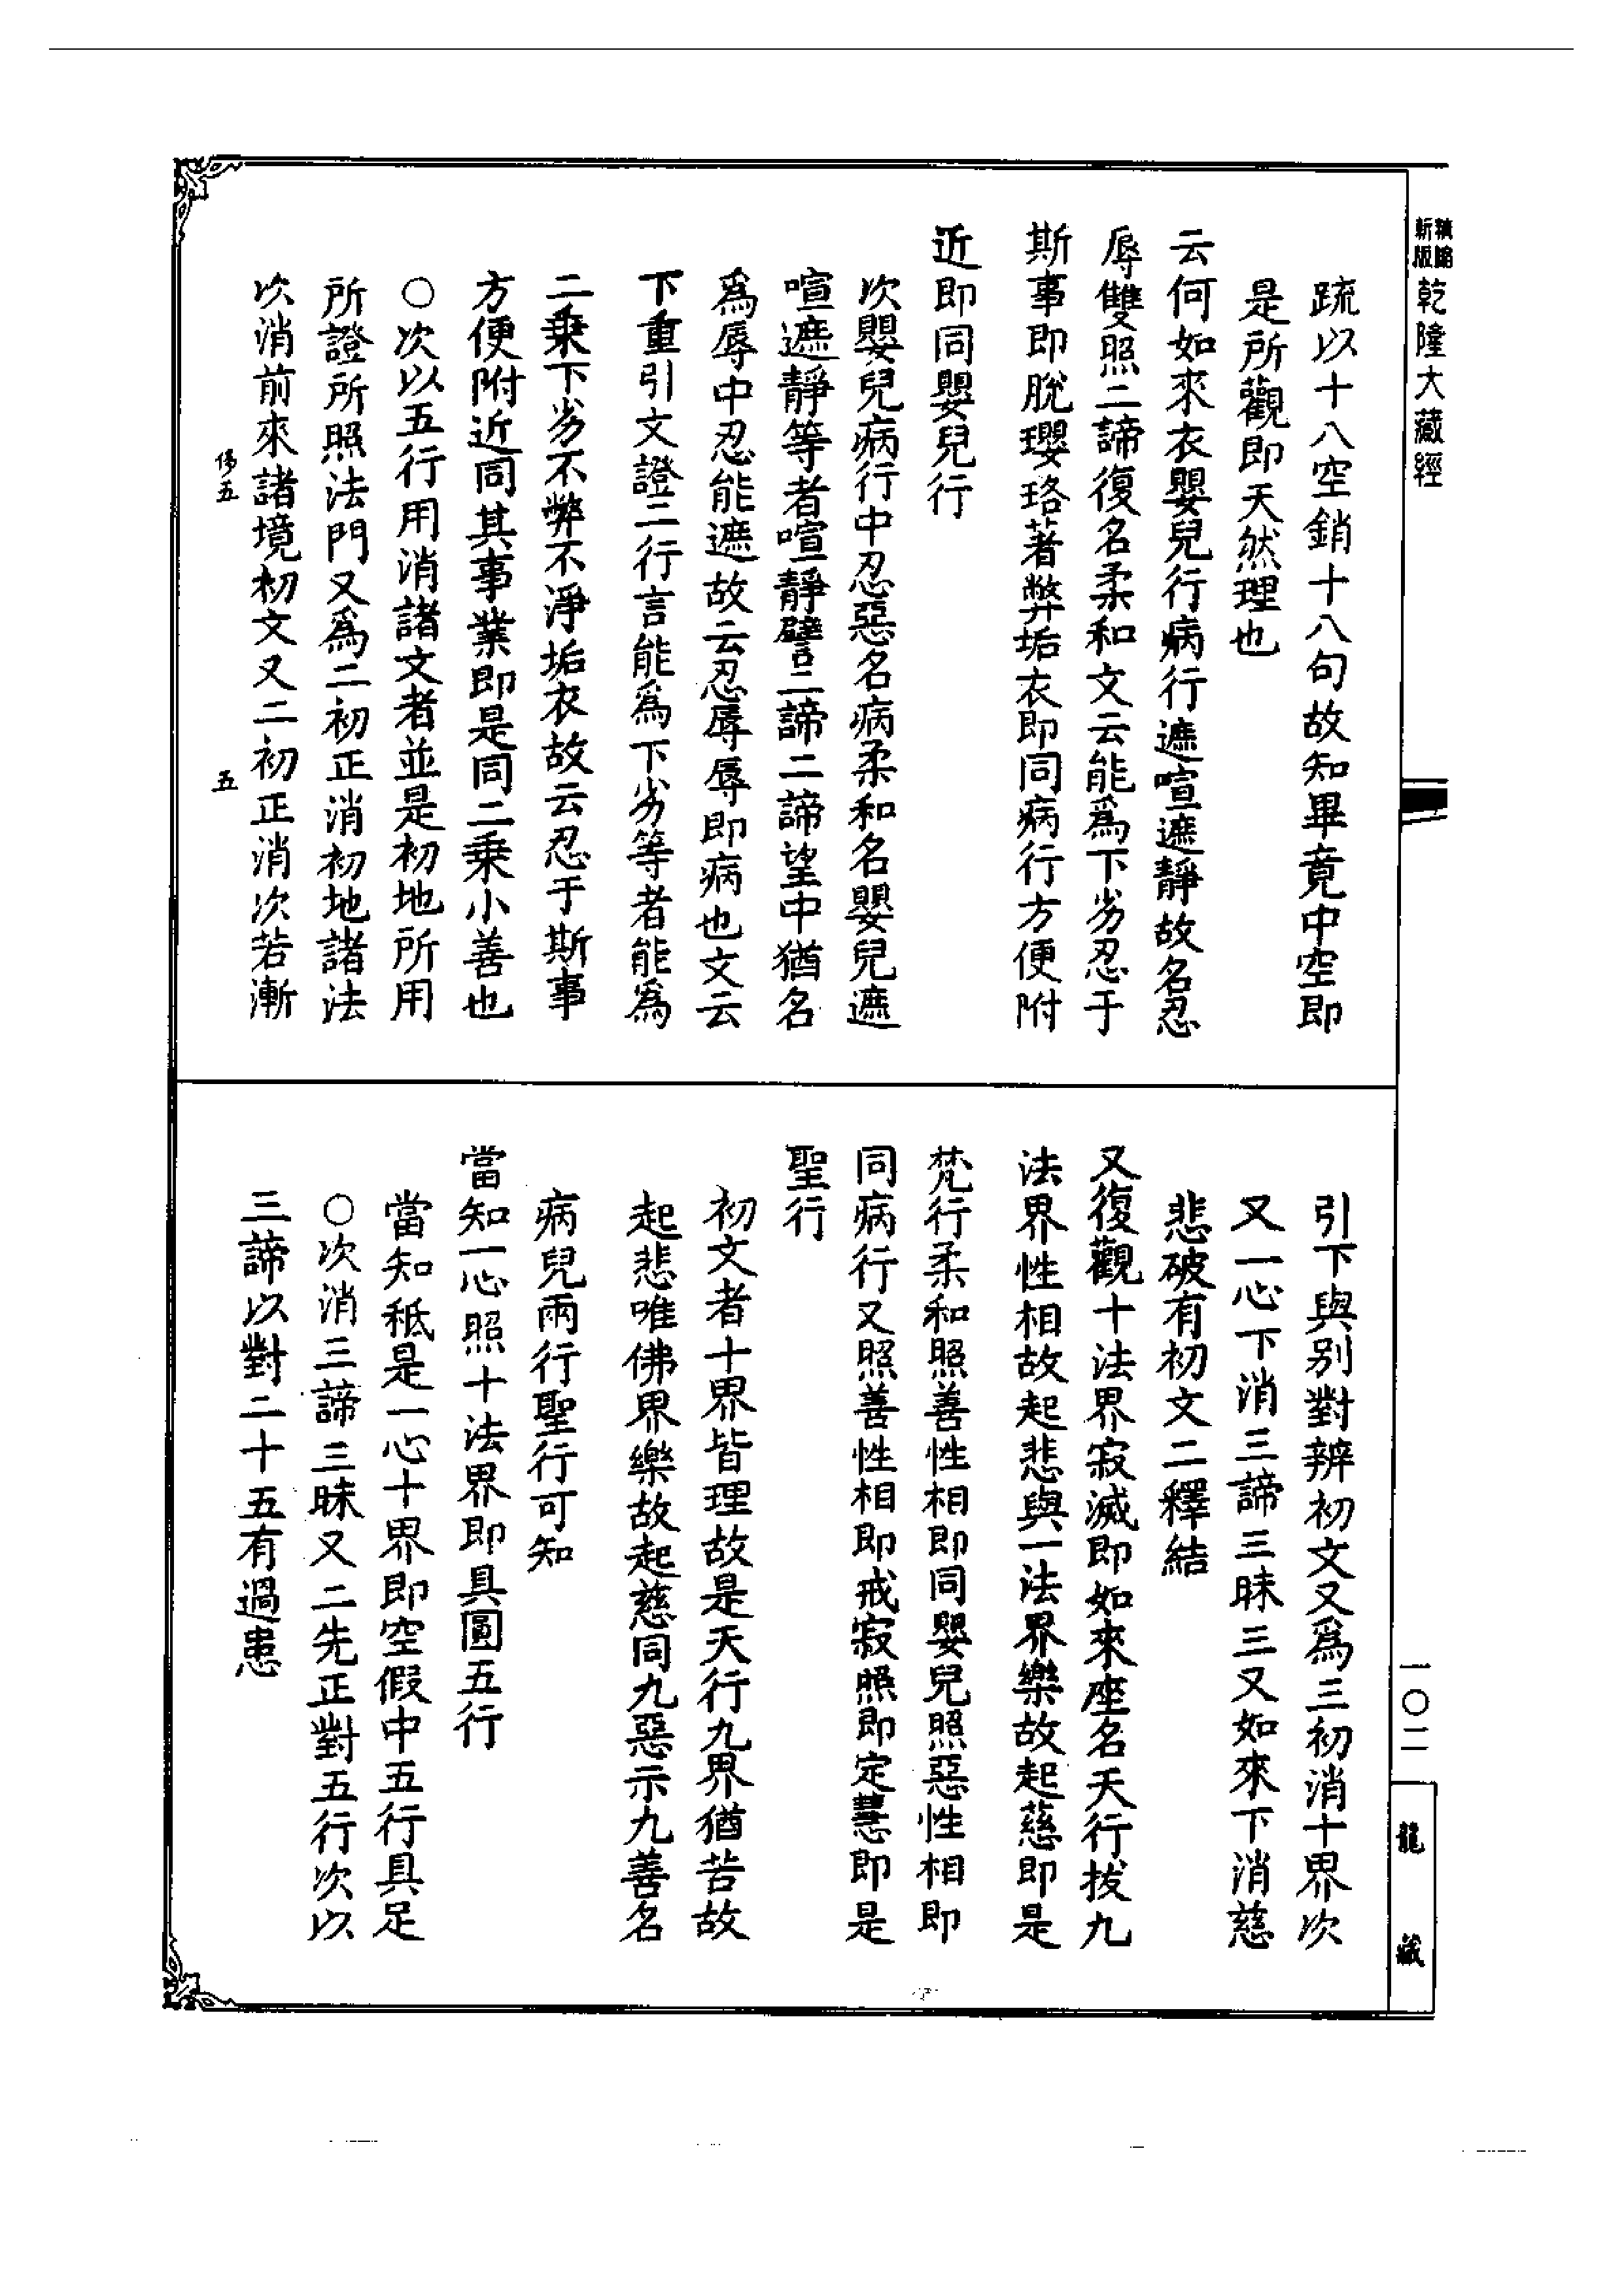 乾隆大藏經
疏以十八空銷十八句故知畢竟中空即
是所觀即天然理也
云何如來衣嬰兒行病行遮喧遮靜故名忍
辱雙照二諦復名柔和文云能爲下劣忍于
斯事即脫瓔珞著弊垢衣即同病行方便附
近即同嬰兒行
次嬰兒病行中忍惡名病柔和名嬰兒遮
喧遮靜等者喧靜譬二諦二諦望中猶名
爲辱中忍能遮故云忍辱辱即病也文云
下重引文證二行言能爲下劣等者能爲
二乗下劣不弊不淨垢衣故云忍于斯事
方便附近同其事業即是同二乗小善也
○次以五行用消諸文者並是初地所用
所證所照法門又爲二初正消初地諸法
次消前來諸境初文又二初正消次若漸
五
引下與別對辨初文又爲三初消十界次
又一心下消三諦三昧三又如來下消慈
悲破有初文二釋結
又復觀十法界寂滅即如來座名天行拔九
法界性相故起悲與一法界樂故起慈即是
梵行柔和照善性相即同嬰兒照惡性相即
同病行又照善性相即戒寂照即定慧即是
聖行
初文者十界皆理故是天行九界猶苦故
起悲唯佛界樂故起慈同九惡示九善名
病兒兩行聖行可知
當知一心照十法界即具圓五行
當知秪是一心十界即空假中五行具足
○次消三諦三昧又二先正對五行次以
三諦以對二十五有過患
一〇二
龍藏